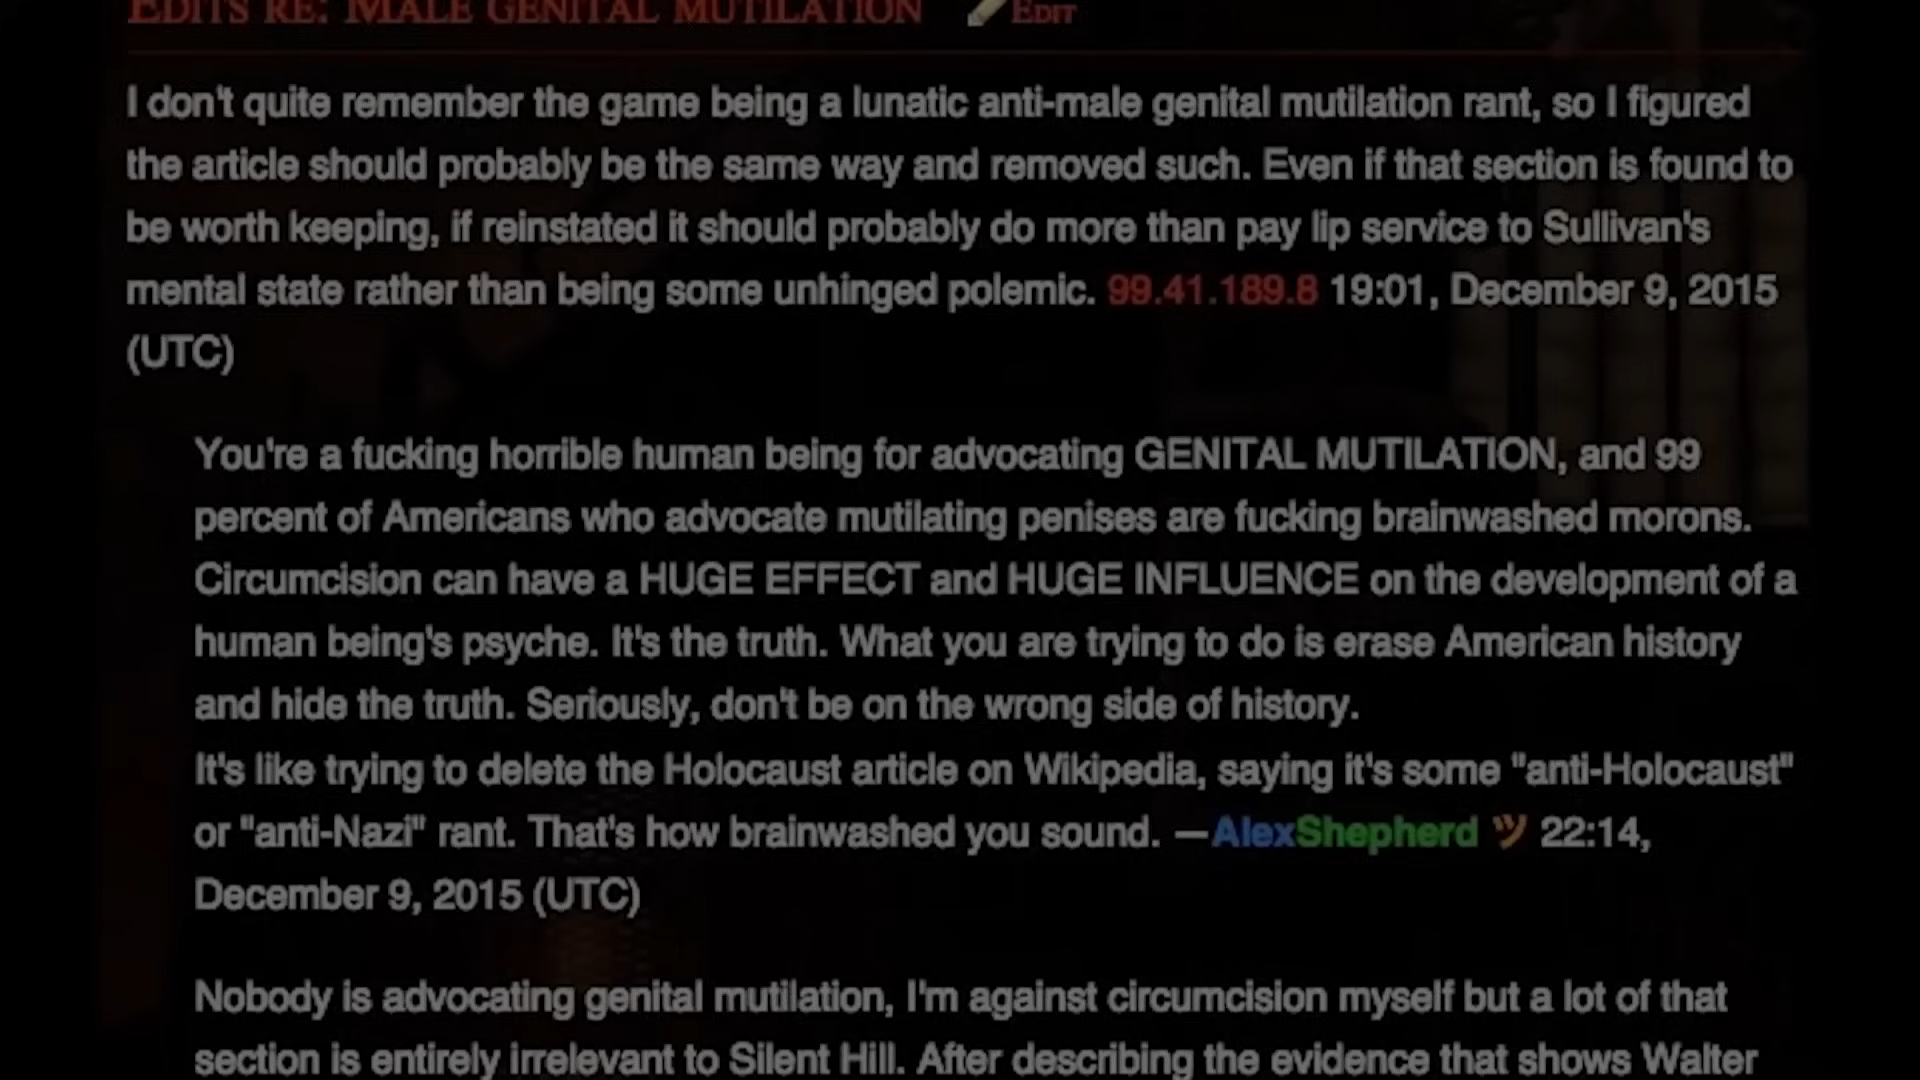 EDITS RE: MALE GENITAL MUTILATION EDIT
I don't quite remember the game being a lunatic anti-male genital mutilation rant, so I figured
the article should probably be the same way and removed such. Even if that section is found to
be worth keeping, if reinstated it should probably do more than pay lip service to Sullivan's
mental state rather than being some unhinged polemic. 99.41.189.8 19:01, December 9, 2015
(UTC)
You're a fucking horrible human being for advocating GENITAL MUTILATION, and 99
percent of Americans who advocate mutilating penises are fucking brainwashed morons.
Circumcision can have a HUGE EFFECT and HUGE INFLUENCE on the development of a
human being's psyche. It's the truth. What you are trying to do is erase American history
and hide the truth. Seriously, don't be on the wrong side of history.
It's like trying to delete the Holocaust article on Wikipedia, saying it's some "anti-Holocaust"
or "anti-Nazi" rant. That's how brainwashed you sound. —AlexShepherd ツ 22:14,
December 9, 2015 (UTC)
Nobody is advocating genital mutilation, I'm against circumcision myself but a lot of that
section is entirely irrelevant to Silent Hill. After describing the evidence that shows Walter